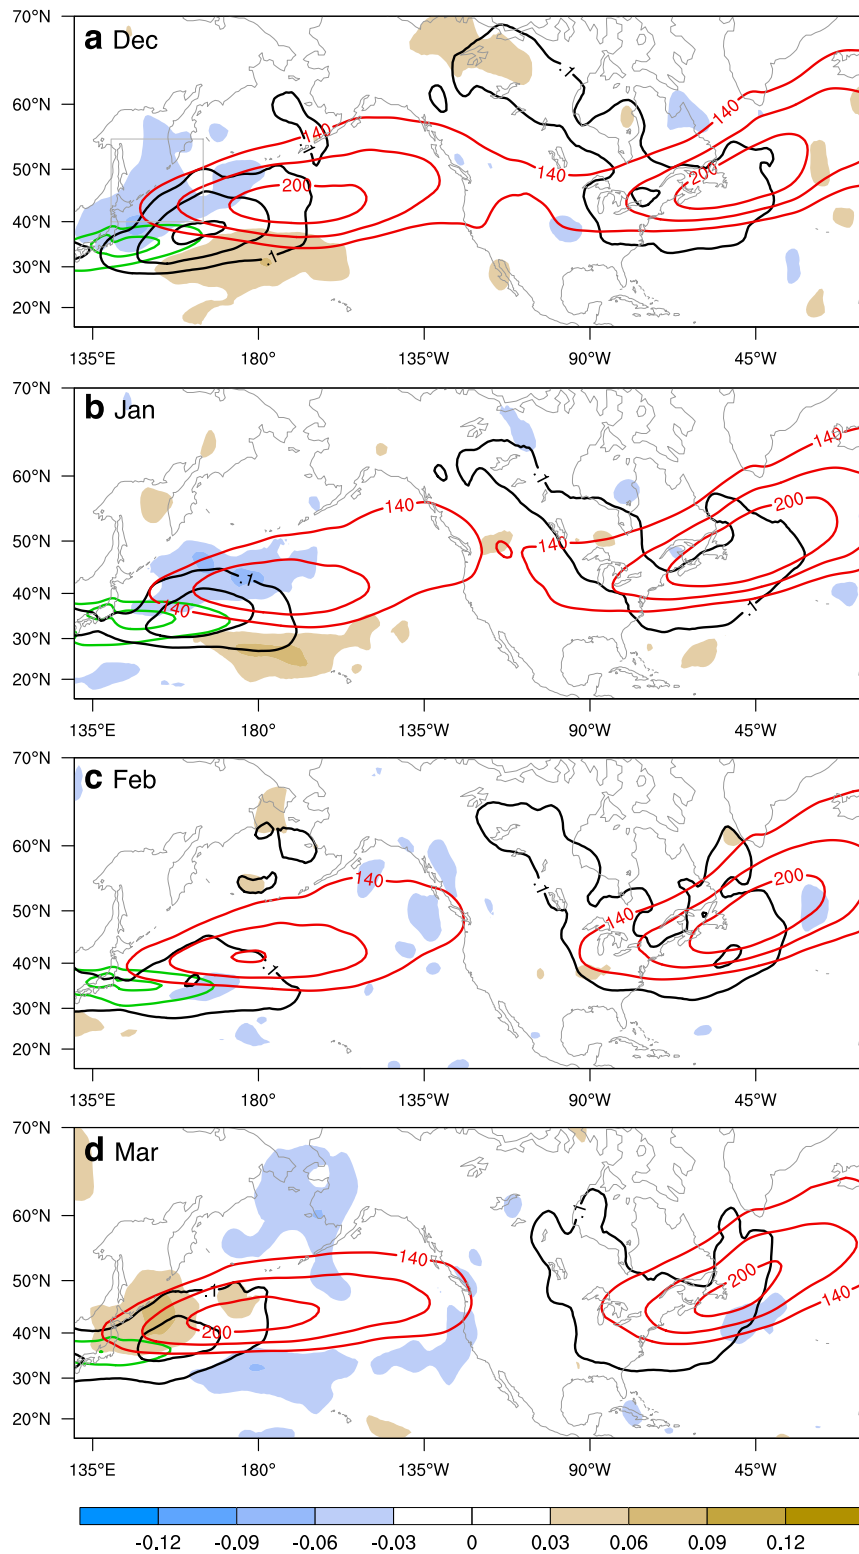 70°N
a Dec
60°N
50°N
40°N
30°N
20°N
.1
140
140
.1
200
140
200
.1
135°E
180°
135°W
90°W
45°W
70°N
b Jan
60°N
50°N
40°N
30°N
20°N
.1
140
200
140
.1
140
.1
135°E
180°
135°W
90°W
45°W
70°N
c Feb
60°N
50°N
40°N
30°N
20°N
140
.1
200
140
.1
135°E
180°
135°W
90°W
45°W
70°N
d Mar
60°N
50°N
40°N
30°N
20°N
.1
140
200
.1
140
200
135°E
180°
135°W
90°W
45°W
-0.12
-0.09
-0.06
-0.03
0
0.03
0.06
0.09
0.12